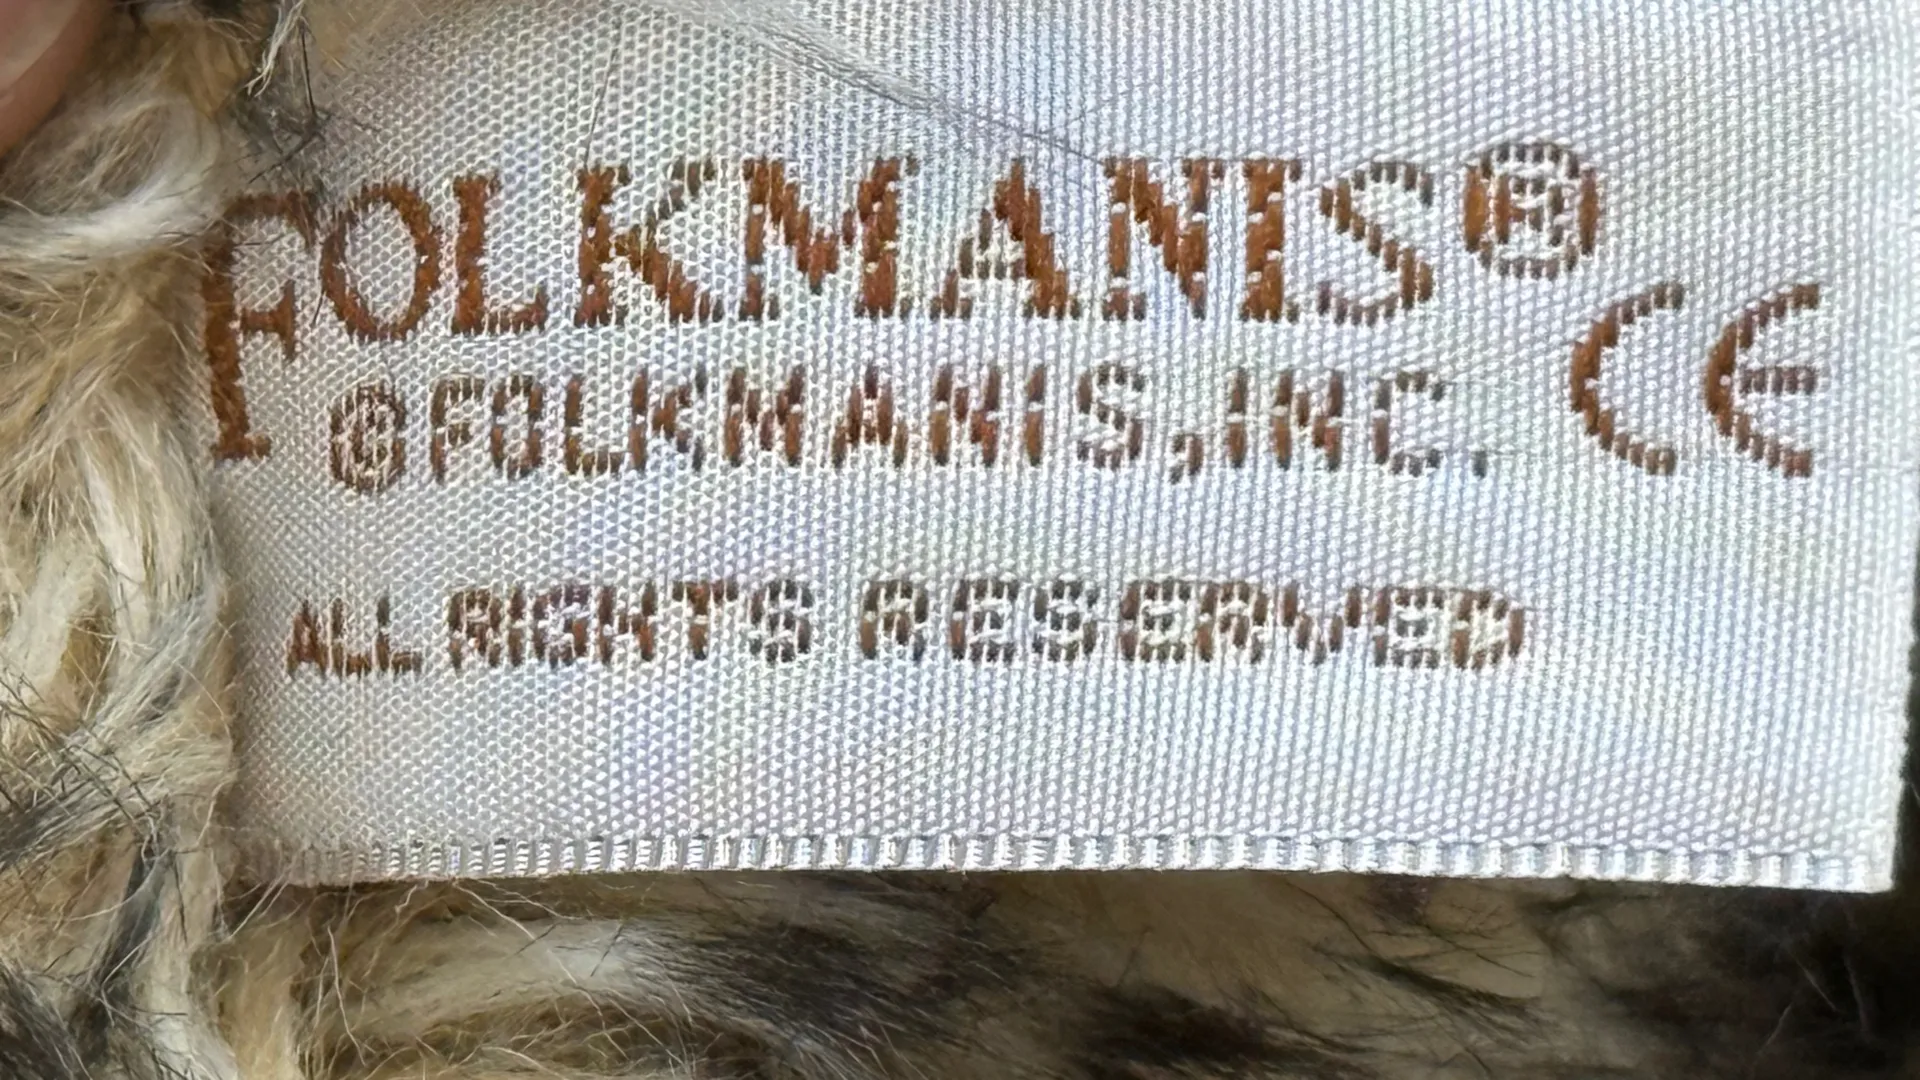 FOLKMANIS®
©FOLKMANIS,INC. CE
ALL RIGHTS RESERVED